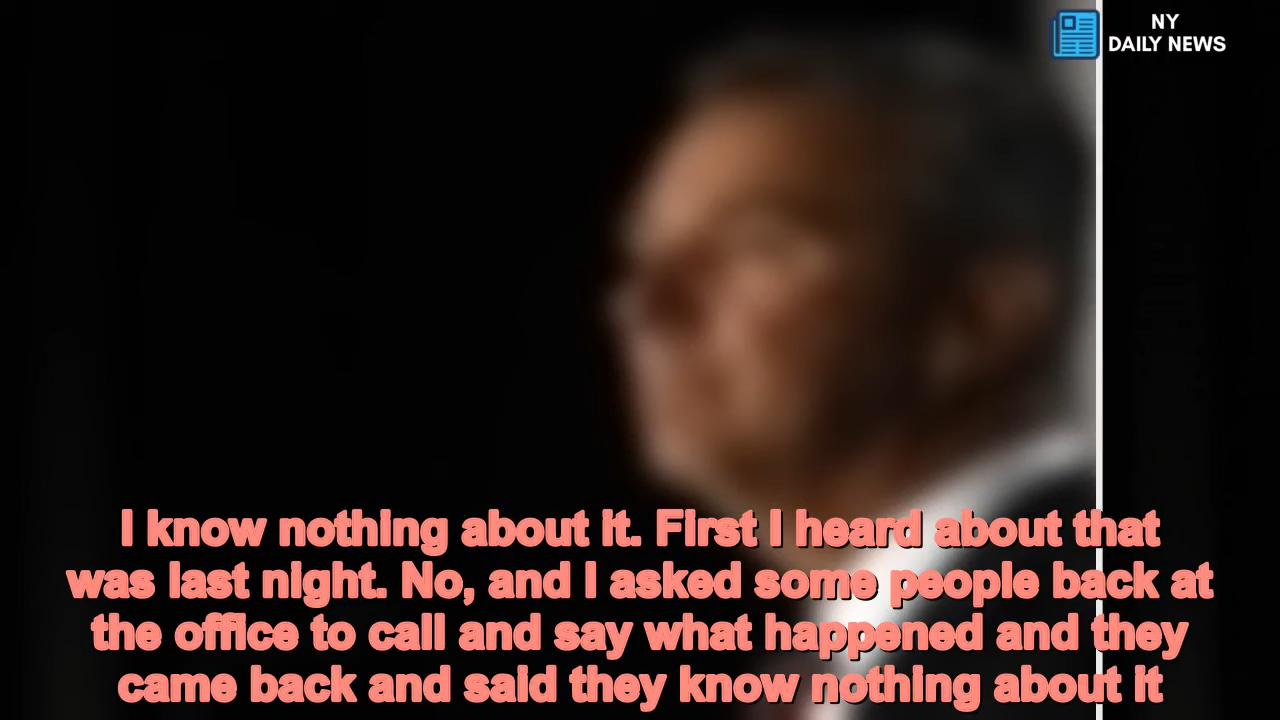 NY
DAILY NEWS
I know nothing about it. First I heard about that
was last night. No, and I asked some people back at
the office to call and say what happened and they
came back and said they know nothing about it